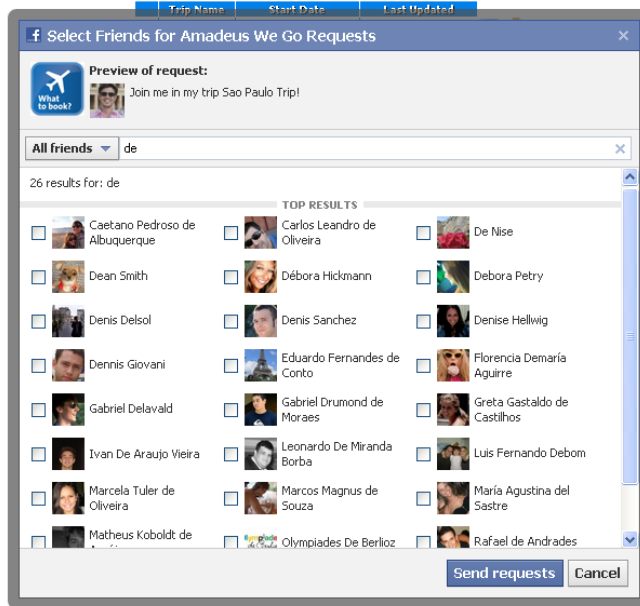 Trip Name Start Date Last Updated
f Select Friends for Amadeus We Go Requests
Preview of request:
What
to book?
Join me in my trip Sao Paulo Trip!
All friends de
26 results for: de
TOP RESULTS
Caetano Pedroso de
Albuquerque
Carlos Leandro de
Oliveira
De Nise
Dean Smith
Débora Hickmann
Debora Petry
Denis Delsol
Denis Sanchez
Denise Hellwig
Dennis Giovani
Eduardo Fernandes de
Conto
Florencia Demaría
Aguirre
Gabriel Delavald
Gabriel Drumond de
Moraes
Greta Gastaldo de
Castilhos
Ivan De Araujo Vieira
Leonardo De Miranda
Borba
Luis Fernando Debom
Marcela Tuler de
Oliveira
Marcos Magnus de
Souza
María Agustina del
Sastre
Matheus Koboldt de
Olympiades De Berlioz
Rafael de Andrades
Send requests Cancel